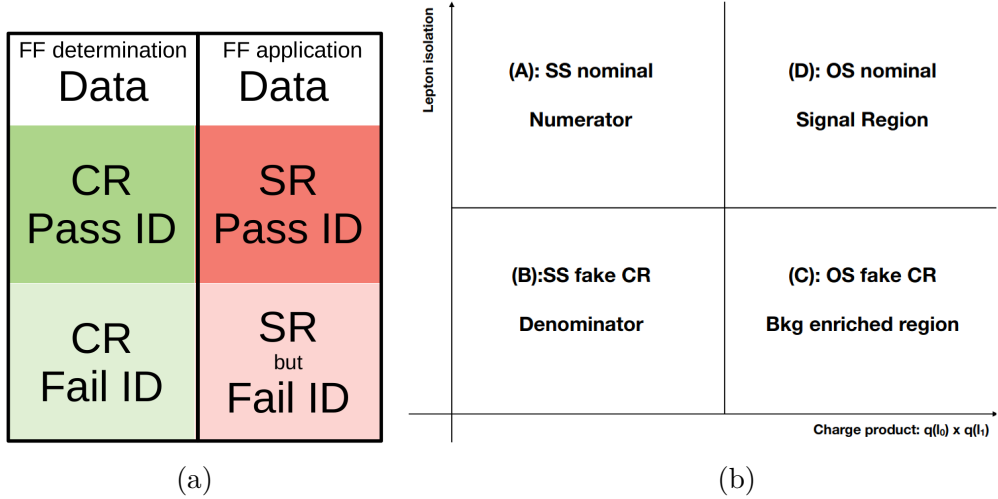 FF determination
Data
FF application
Data
CR
Pass ID
SR
Pass ID
CR
Fail ID
SR
but
Fail ID
(a)
Lepton isolation
(A): SS nominal
Numerator
(D): OS nominal
Signal Region
(B):SS fake CR
Denominator
(C): OS fake CR
Bkg enriched region
Charge product: q(l₀) x q(l₁)
(b)